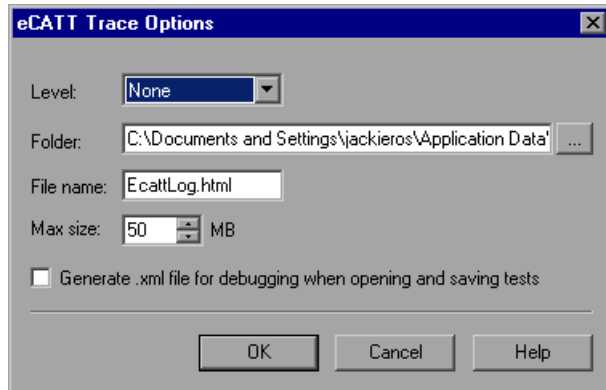 eCATT Trace Options
Level: None
Folder: C:\Documents and Settings\jackieros\Application Data\ ...
File name: EcattLog.html
Max size: 50 MB
Generate .xml file for debugging when opening and saving tests
OK Cancel Help